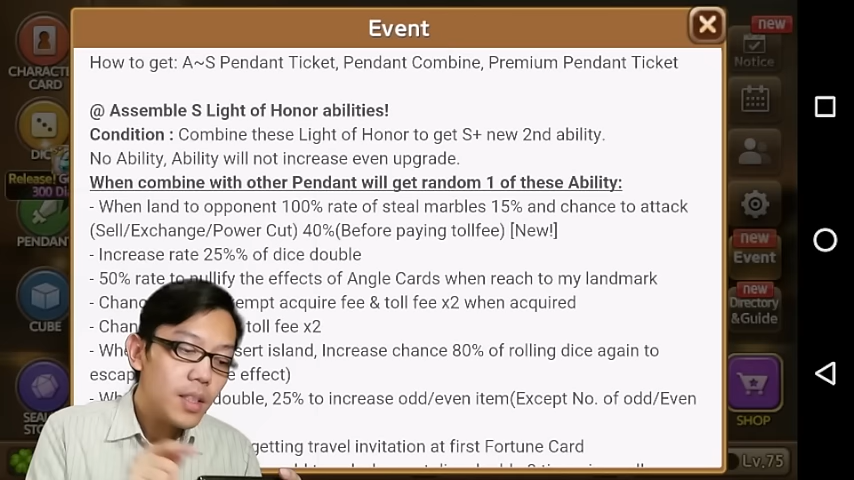 Event
new
Notice
CHARACTE
CARD
DIC
Release!
300 Di
PENDANT
CUBE
SEA
new
Event
new
Directory
&Guide
SHOP
Lv.75
How to get: A~S Pendant Ticket, Pendant Combine, Premium Pendant Ticket
@ Assemble S Light of Honor abilities!
Condition : Combine these Light of Honor to get S+ new 2nd ability.
No Ability, Ability will not increase even upgrade.
When combine with other Pendant will get random 1 of these Ability:
- When land to opponent 100% rate of steal marbles 15% and chance to attack
(Sell/Exchange/Power Cut) 40%(Before paying tollfee) [New!]
- Increase rate 25%% of dice double
- 50% rate to nullify the effects of Angle Cards when reach to my landmark
- Chanc empt acquire fee & toll fee x2 when acquired
- Chan toll fee x2
- Whe sert island, Increase chance 80% of rolling dice again to
escap e effect)
- W double, 25% to increase odd/even item(Except No. of odd/Even
getting travel invitation at first Fortune Card